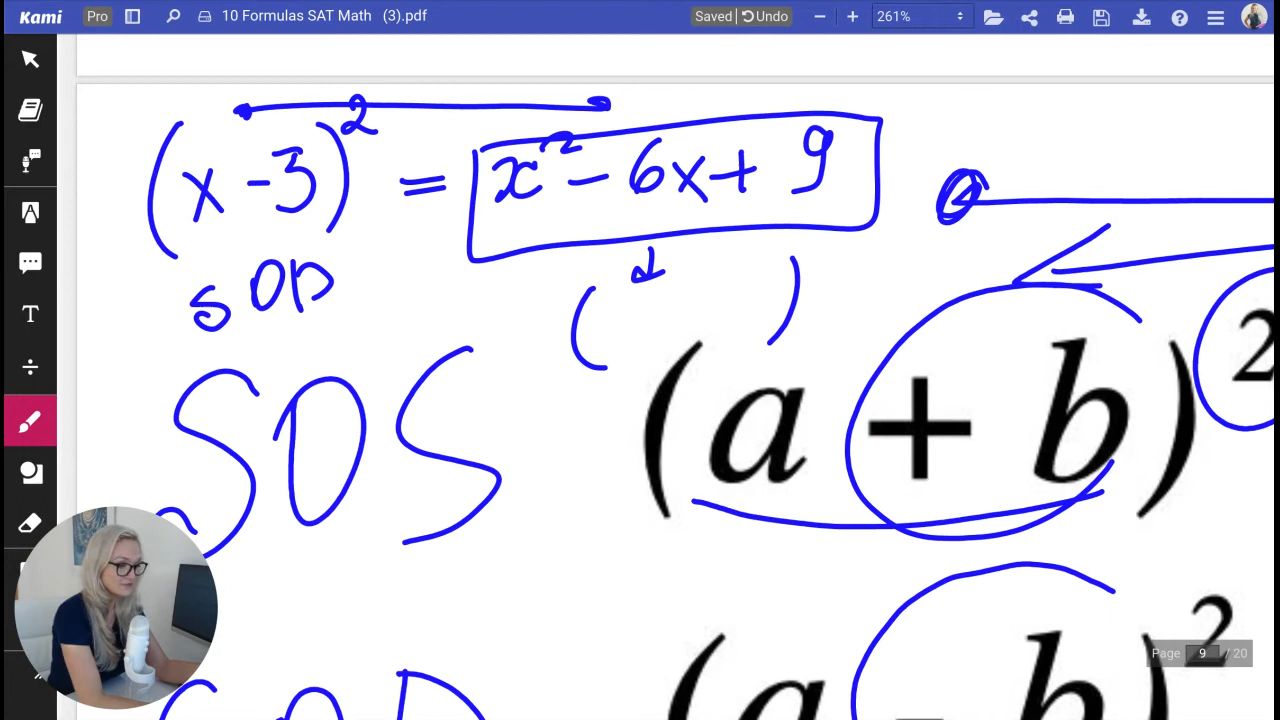 Kami Pro 10 Formulas SAT Math (3).pdf Saved Undo 261%
(x - 3)² = x² - 6x + 9
SOD
( )
SOS (a + b)²
SOD (a - b)²
Page 9 / 20